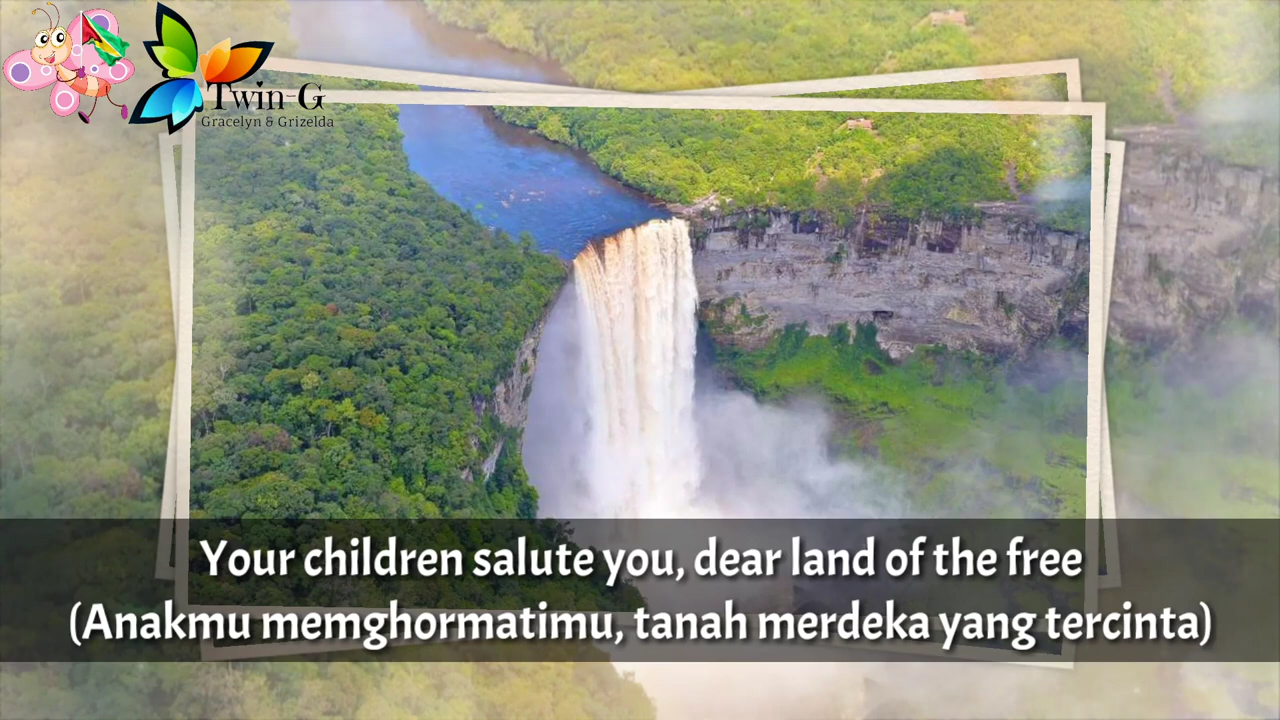 Twin-G
Gracelyn & Grizelda
Your children salute you, dear land of the free
(Anakmu memghormatimu, tanah merdeka yang tercinta)